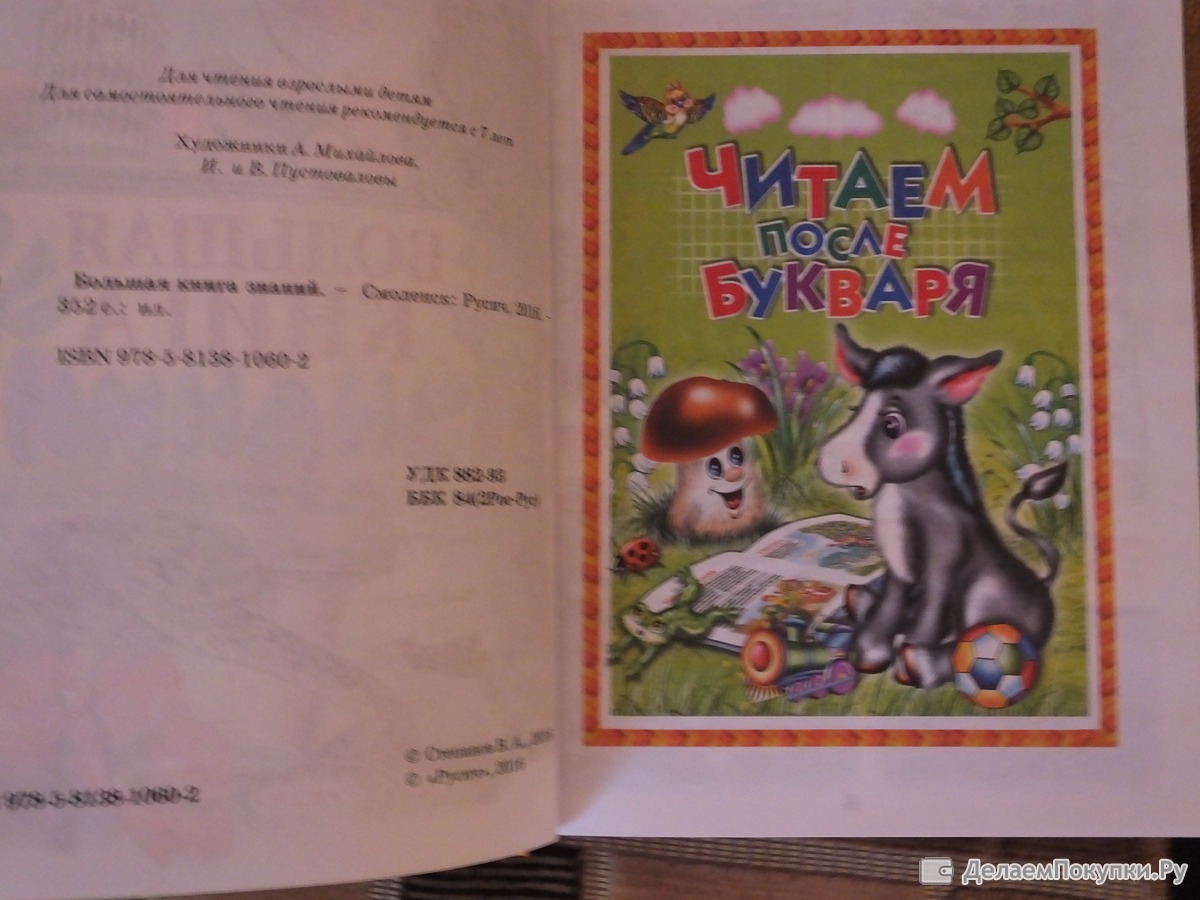 Для чтения взрослыми детям
Для самостоятельного чтения рекомендуется с 7 лет
Художники А. Михайлова,
И. и В. Пустоваловы
Большая книга знаний. – Смоленск: Русич, 2016. –
352 с.: ил.
ISBN 978-5-8138-1060-2
УДК 882-93
ББК 84(2Рос-Рус)
© Степанов В.А., 2016
© «Русич», 2016
978-5-8138-1060-2
ЧИТАЕМ
ПОСЛЕ
БУКВАРЯ
ДелаемПокупки.Ру